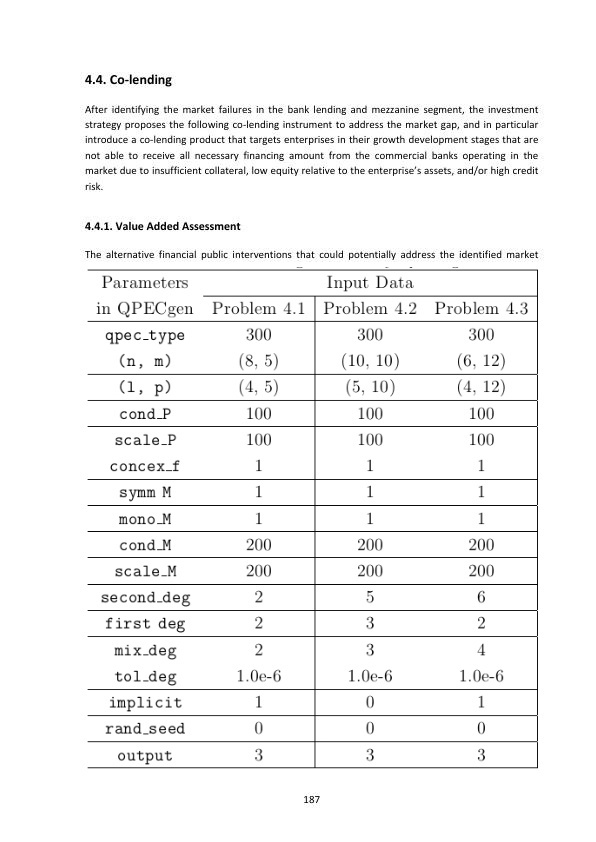 4.4. Co-lending
After identifying the market failures in the bank lending and mezzanine segment, the investment
strategy proposes the following co-lending instrument to address the market gap, and in particular
introduce a co-lending product that targets enterprises in their growth development stages that are
not able to receive all necessary financing amount from the commercial banks operating in the
market due to insufficient collateral, low equity relative to the enterprise's assets, and/or high credit
risk.
4.4.1. Value Added Assessment
The alternative financial public interventions that could potentially address the identified market
Parameters Input Data
in QPECgen Problem 4.1 Problem 4.2 Problem 4.3
qpec_type 300 300 300
(n, m) (8, 5) (10, 10) (6, 12)
(l, p) (4, 5) (5, 10) (4, 12)
cond_P 100 100 100
scale_P 100 100 100
concex_f 1 1 1
symm M 1 1 1
mono_M 1 1 1
cond_M 200 200 200
scale_M 200 200 200
second_deg 2 5 6
first deg 2 3 2
mix_deg 2 3 4
tol_deg 1.0e-6 1.0e-6 1.0e-6
implicit 1 0 1
rand_seed 0 0 0
output 3 3 3
187